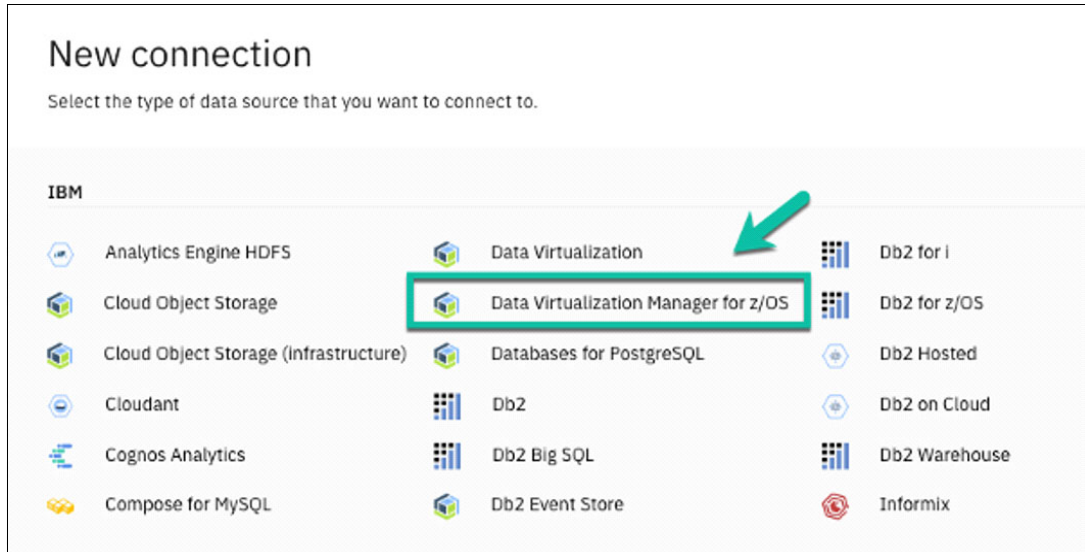 New connection
Select the type of data source that you want to connect to.
IBM
Analytics Engine HDFS
Data Virtualization
Db2 for i
Cloud Object Storage
Data Virtualization Manager for z/OS
Db2 for z/OS
Cloud Object Storage (infrastructure)
Databases for PostgreSQL
Db2 Hosted
Cloudant
Db2
Db2 on Cloud
Cognos Analytics
Db2 Big SQL
Db2 Warehouse
Compose for MySQL
Db2 Event Store
Informix